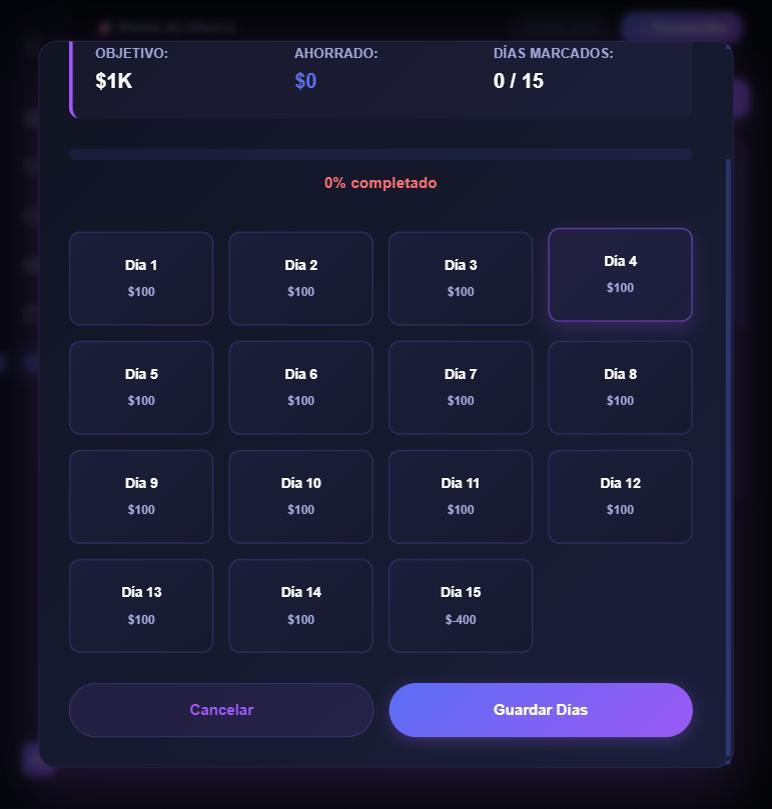 OBJETIVO: AHORRADO: DÍAS MARCADOS:
$1K $0 0 / 15
0% completado
Día 1 Día 2 Día 3 Día 4
$100 $100 $100 $100
Día 5 Día 6 Día 7 Día 8
$100 $100 $100 $100
Día 9 Día 10 Día 11 Día 12
$100 $100 $100 $100
Día 13 Día 14 Día 15
$100 $100 $-400
Cancelar Guardar Días